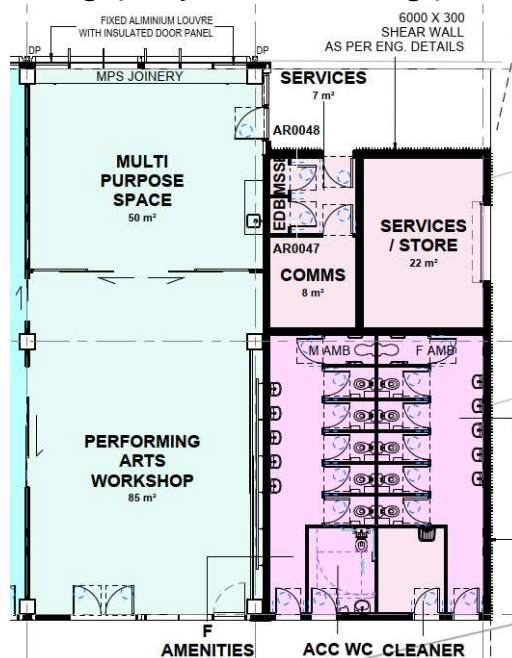 FIXED ALIMINIUM LOUVRE
WITH INSULATED DOOR PANEL
6000 X 300
SHEAR WALL
AS PER ENG. DETAILS
DP
DP
MPS JOINERY
SERVICES
7 m²
AR0048
MULTI
PURPOSE
SPACE
50 m²
EDB
MSSB
SERVICES
/ STORE
22 m²
AR0047
COMMS
8 m²
M AMB
F AMB
PERFORMING
ARTS
WORKSHOP
85 m²
F
AMENITIES
ACC WC
CLEANER